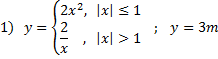 1) y = { 2x², |x| ≤ 1
2/x , |x| > 1 ; y = 3m